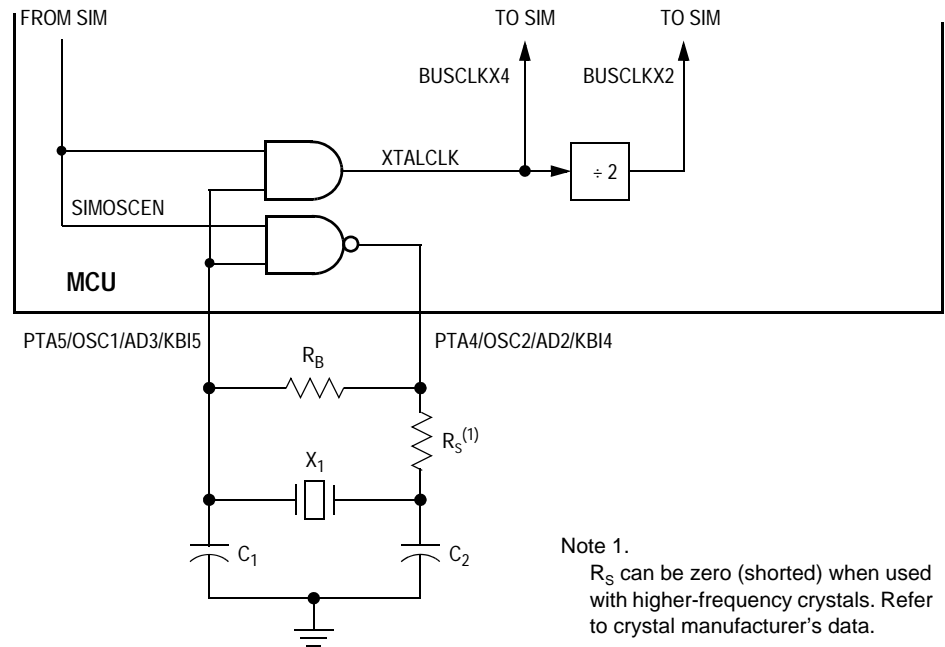 FROM SIM
TO SIM
TO SIM
BUSCLKX4
BUSCLKX2
XTALCLK
÷ 2
SIMOSCEN
MCU
PTA5/OSC1/AD3/KBI5
PTA4/OSC2/AD2/KBI4
R_B
R_S^(1)
X_1
C_1
C_2
Note 1.
R_S can be zero (shorted) when used
with higher-frequency crystals. Refer
to crystal manufacturer's data.